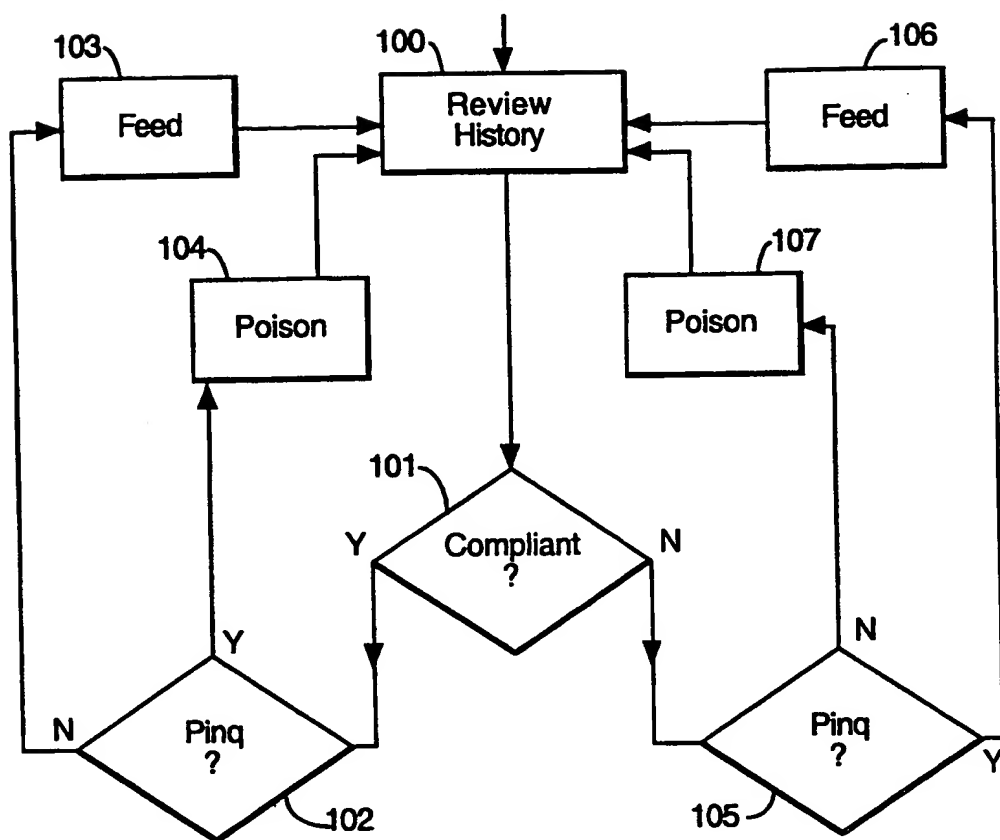 103
100
106
Feed
Review
History
Feed
104
107
Poison
Poison
101
Y
Compliant
?
N
Y
N
N
Pinq
?
Pinq
?
Y
102
105